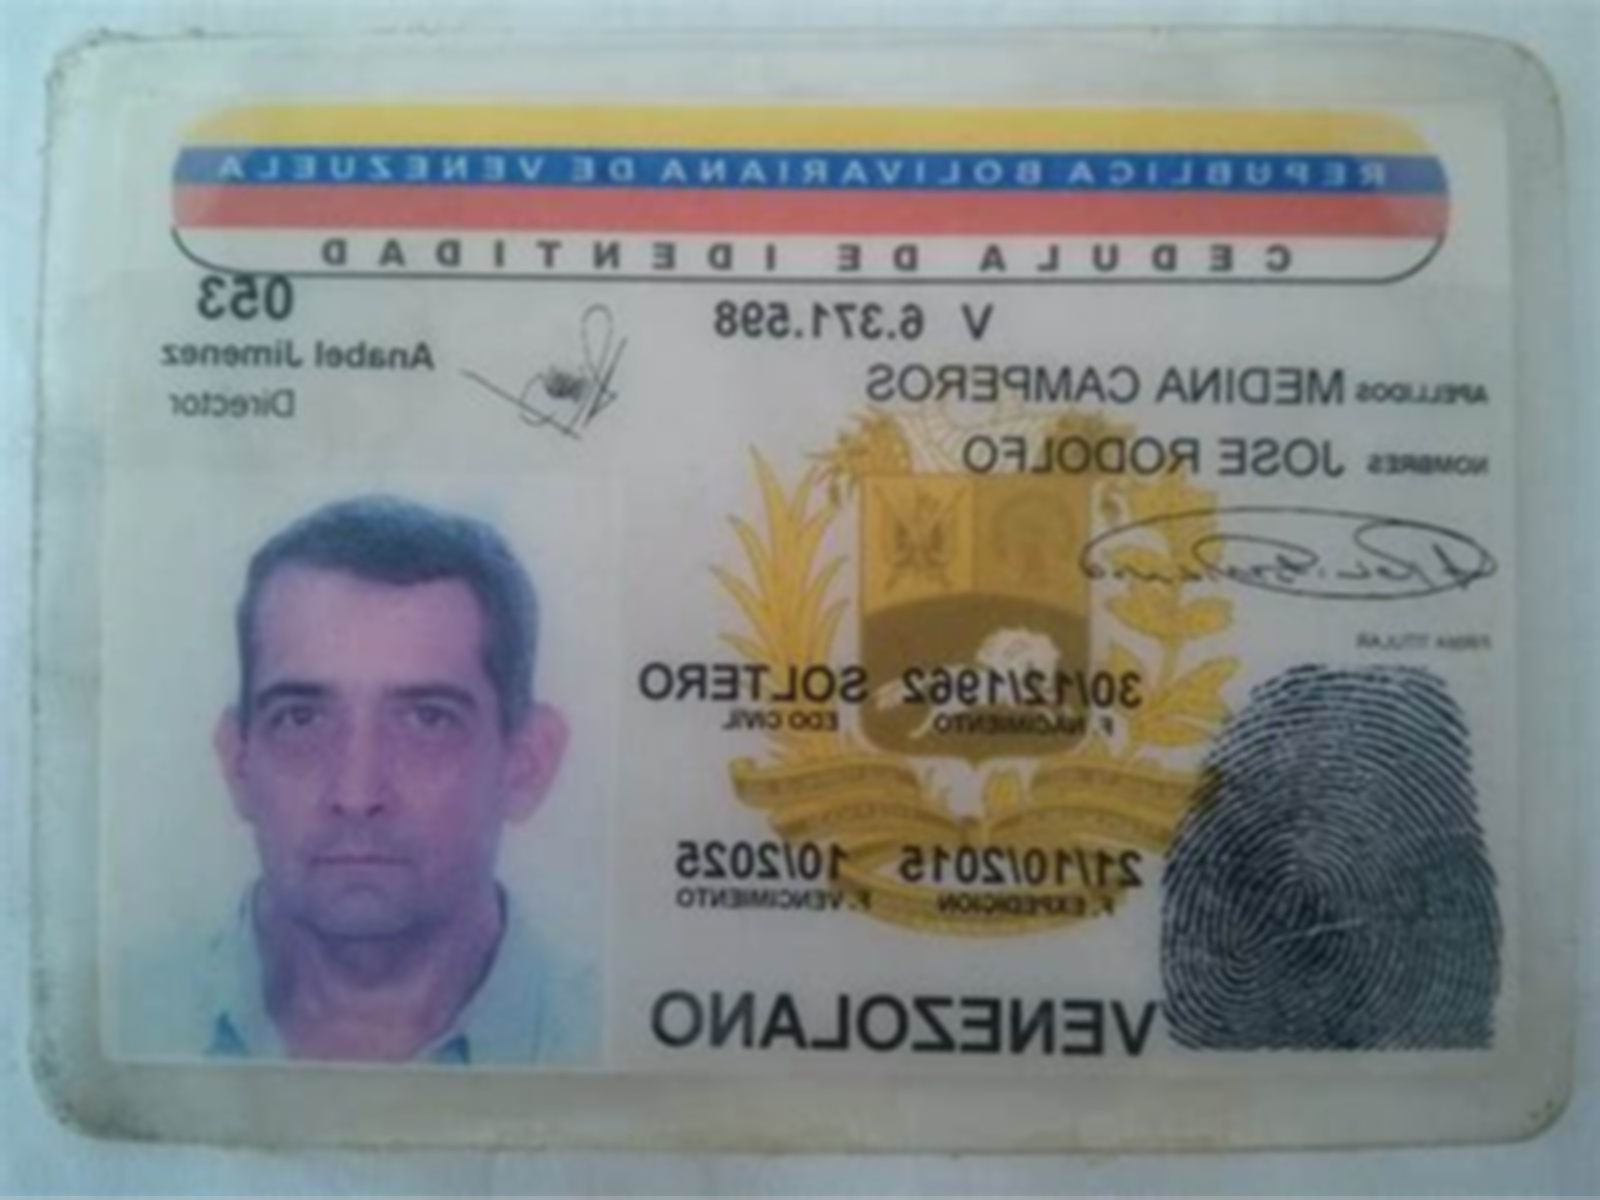 REPUBLICA BOLIVARIANA DE VENEZUELA
CEDULA DE IDENTIDAD
V 6.371.598
053
Anabel Jimenez
Director
APELLIDOS MEDINA CAMPEROS
NOMBRES JOSE RODOLFO
FIRMA TITULAR
30/12/1962 SOLTERO
F. NACIMIENTO EDO CIVIL
21/10/2015 10/2025
F. EXPEDICION F. VENCIMIENTO
VENEZOLANO